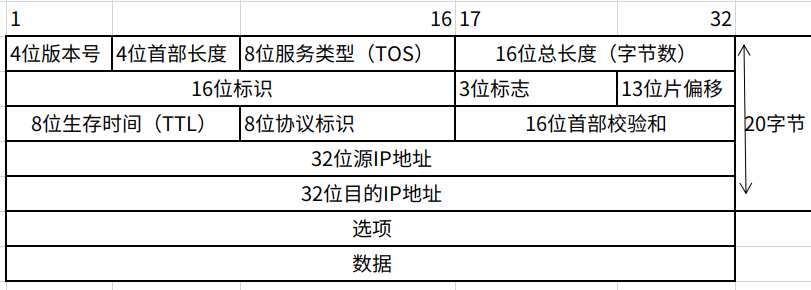 1 16 17 32
4位版本号 4位首部长度 8位服务类型（TOS） 16位总长度（字节数）
16位标识 3位标志 13位片偏移
8位生存时间（TTL） 8位协议标识 16位首部校验和 20字节
32位源IP地址
32位目的IP地址
选项
数据